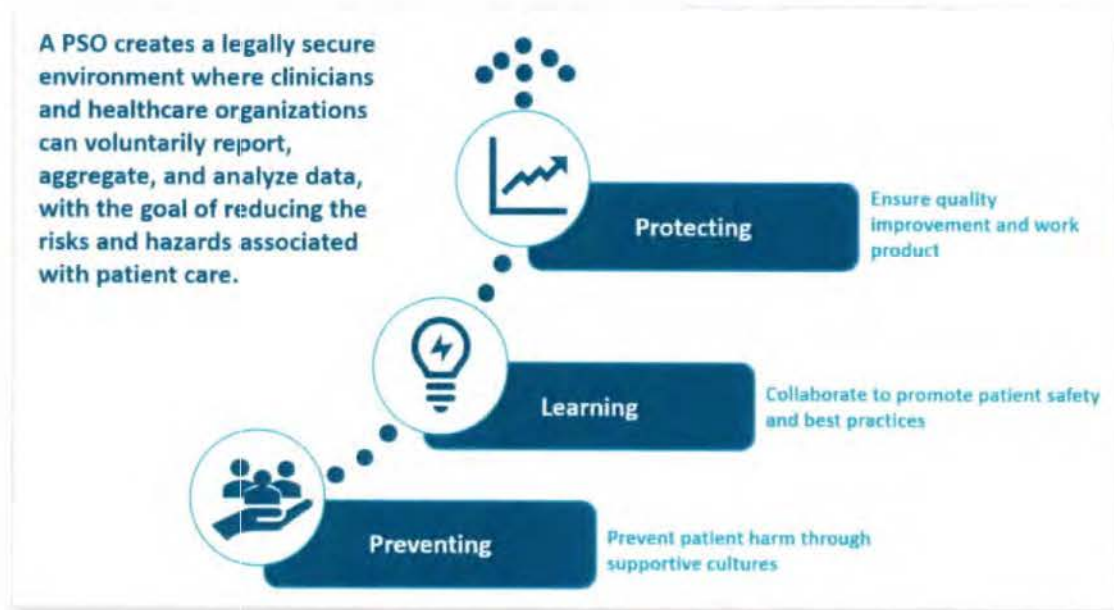 A PSO creates a legally secure
environment where clinicians
and healthcare organizations
can voluntarily report,
aggregate, and analyze data,
with the goal of reducing the
risks and hazards associated
with patient care.
Protecting
Ensure quality
improvement and work
product
Learning
Collaborate to promote patient safety
and best practices
Preventing
Prevent patient harm through
supportive cultures